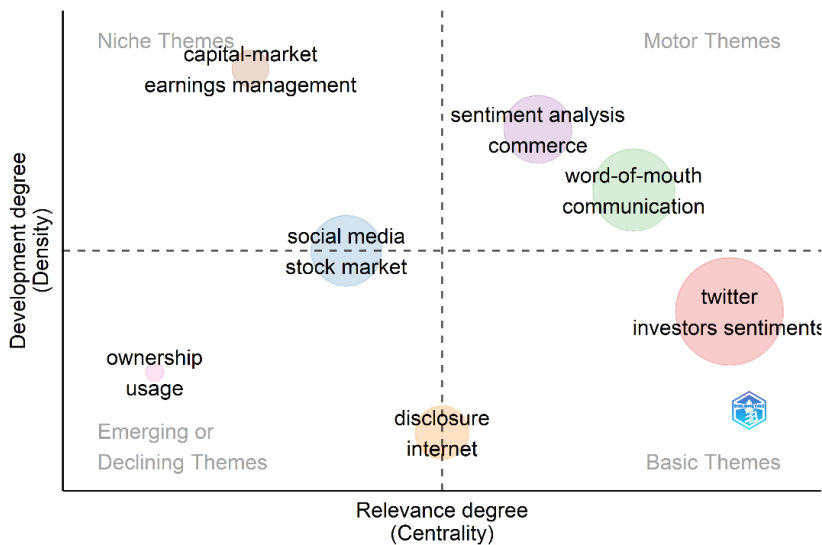 Niche Themes
Motor Themes
capital-market
earnings management
sentiment analysis
commerce
word-of-mouth
communication
social media
stock market
twitter
investors sentiments
ownership
usage
disclosure
internet
Emerging or
Declining Themes
Basic Themes
Development degree
(Density)
Relevance degree
(Centrality)